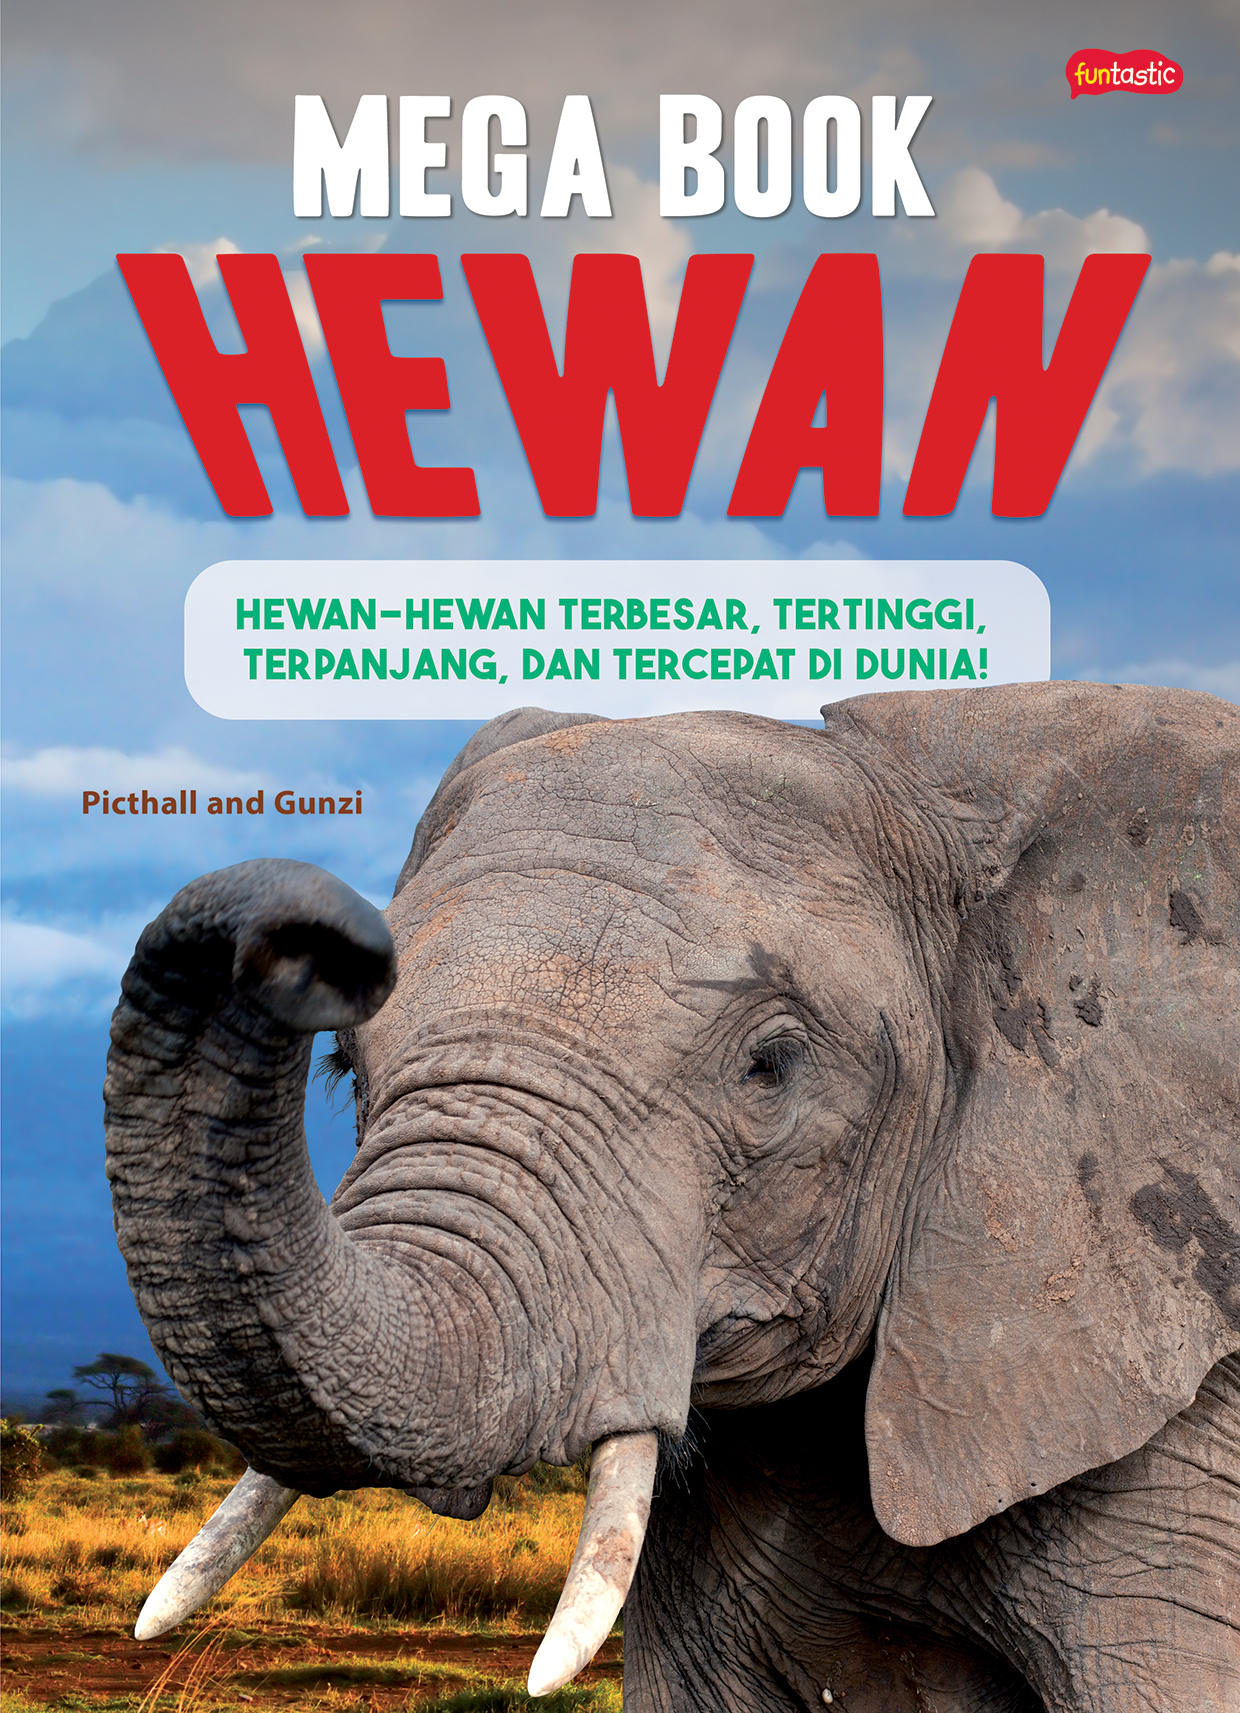 funtastic
MEGA BOOK
HEWAN
HEWAN-HEWAN TERBESAR, TERTINGGI,
TERPANJANG, DAN TERCEPAT DI DUNIA!
Picthall and Gunzi